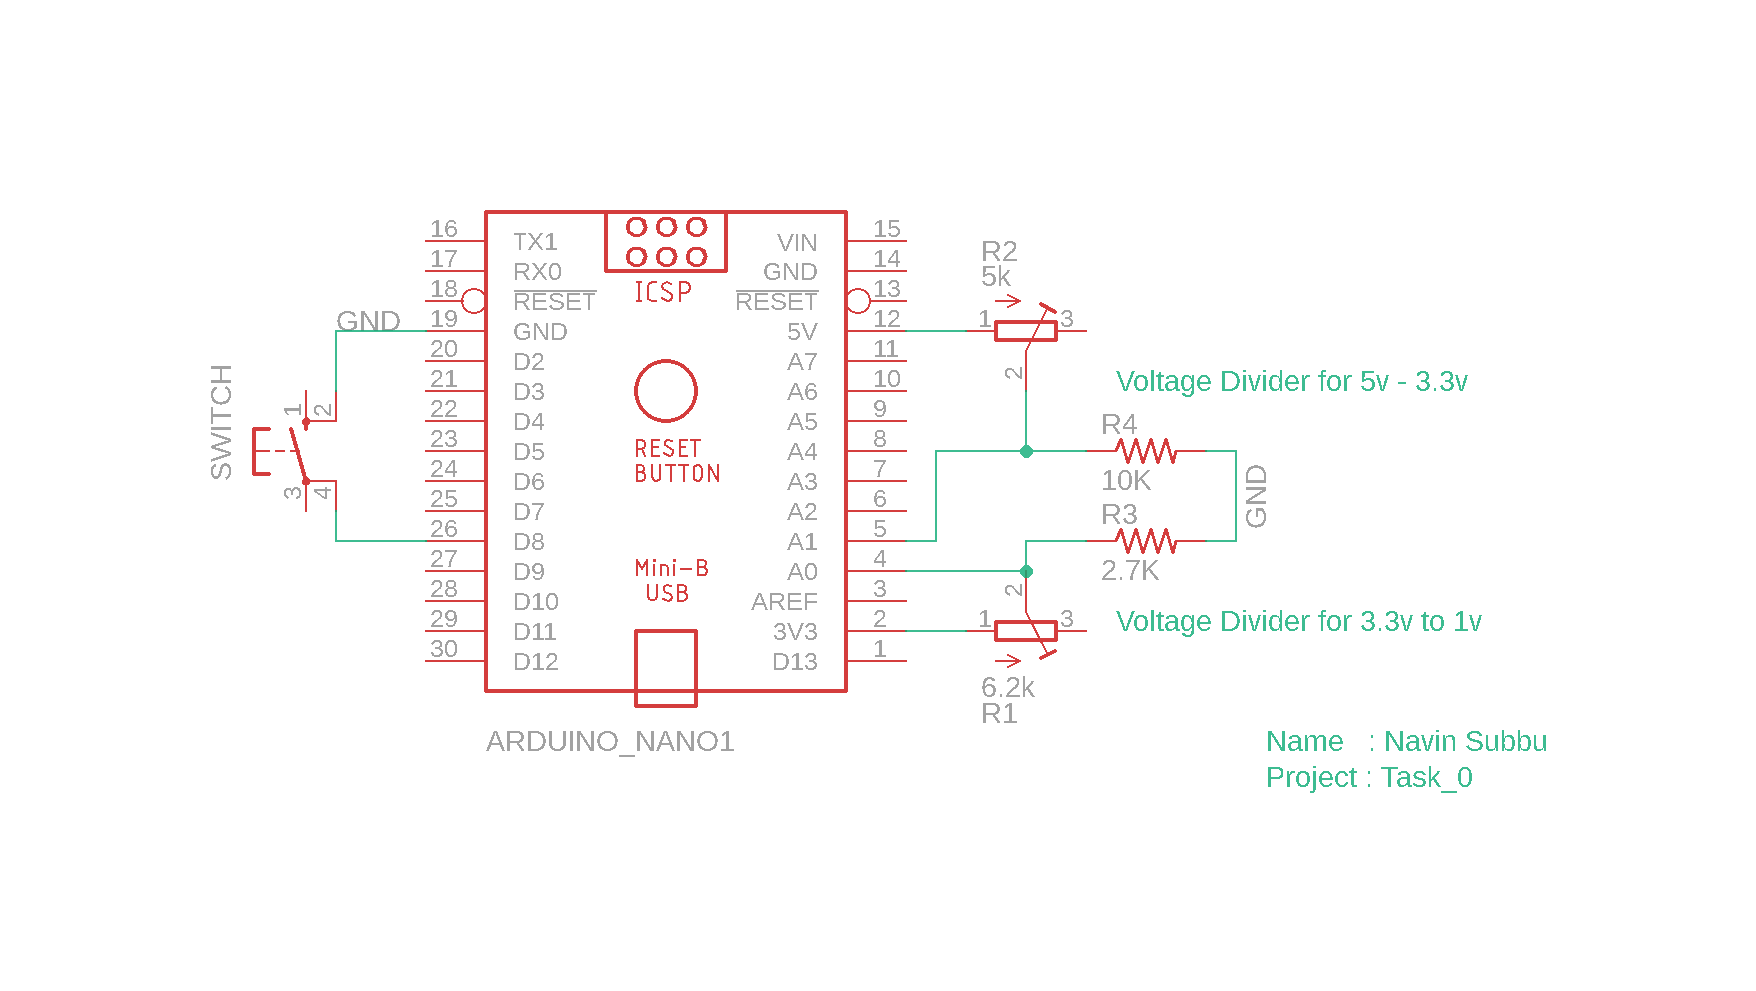 16 TX1 VIN 15
17 RX0 GND 14
18 RESET RESET 13
GND 19 GND 5V 12
20 D2 A7 11
21 D3 A6 10
22 D4 A5 9
23 D5 A4 8
24 D6 A3 7
25 D7 A2 6
26 D8 A1 5
27 D9 A0 4
28 D10 AREF 3
29 D11 3V3 2
30 D12 D13 1
ICSP
RESET
BUTTON
Mini-B
USB
ARDUINO_NANO1
SWITCH
1 2
3 4
R2
5k
1 3
2
Voltage Divider for 5v - 3.3v
R4
10K
GND
R3
2.7K
2
1 3
Voltage Divider for 3.3v to 1v
6.2k
R1
Name : Navin Subbu
Project : Task_0